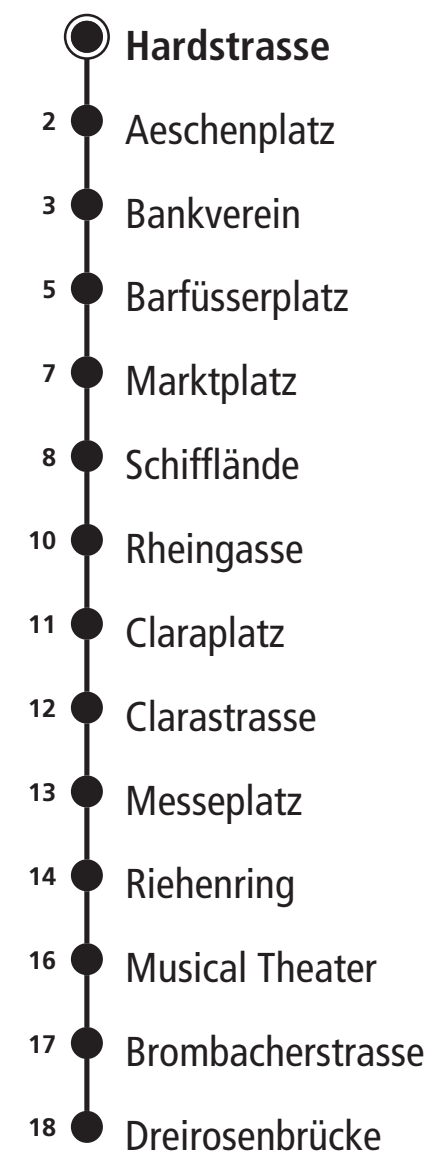 Hardstrasse
2 Aeschenplatz
3 Bankverein
5 Barfüsserplatz
7 Marktplatz
8 Schifflände
10 Rheingasse
11 Claraplatz
12 Clarastrasse
13 Messeplatz
14 Riehenring
16 Musical Theater
17 Brombacherstrasse
18 Dreirosenbrücke